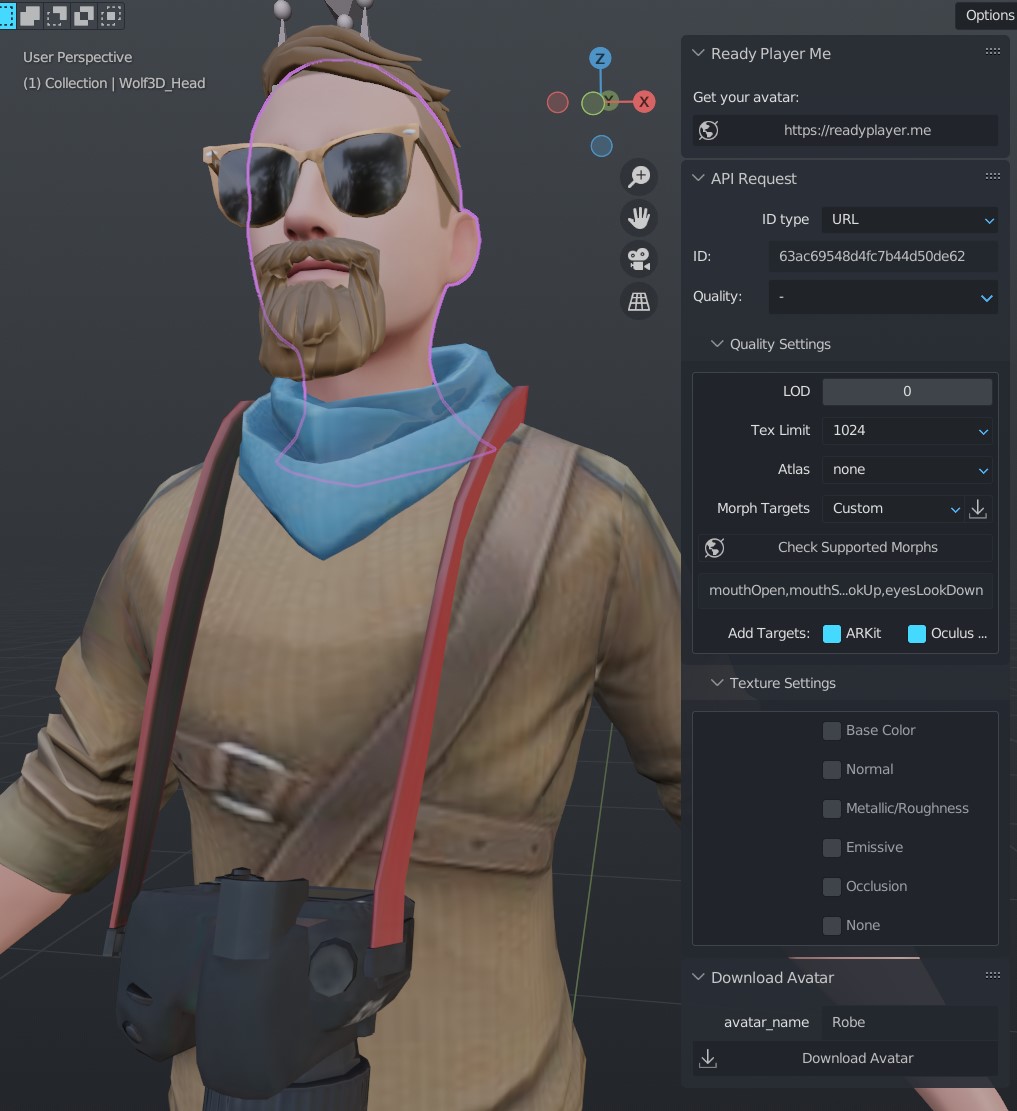 Options
User Perspective
(1) Collection | Wolf3D_Head
Z
Y
X
Ready Player Me
Get your avatar:
https://readyplayer.me
API Request
ID type URL
ID: 63ac69548d4fc7b44d50de62
Quality: -
Quality Settings
LOD 0
Tex Limit 1024
Atlas none
Morph Targets Custom
Check Supported Morphs
mouthOpen,mouthS...okUp,eyesLookDown
Add Targets: ARKit Oculus ...
Texture Settings
Base Color
Normal
Metallic/Roughness
Emissive
Occlusion
None
Download Avatar
avatar_name Robe
Download Avatar